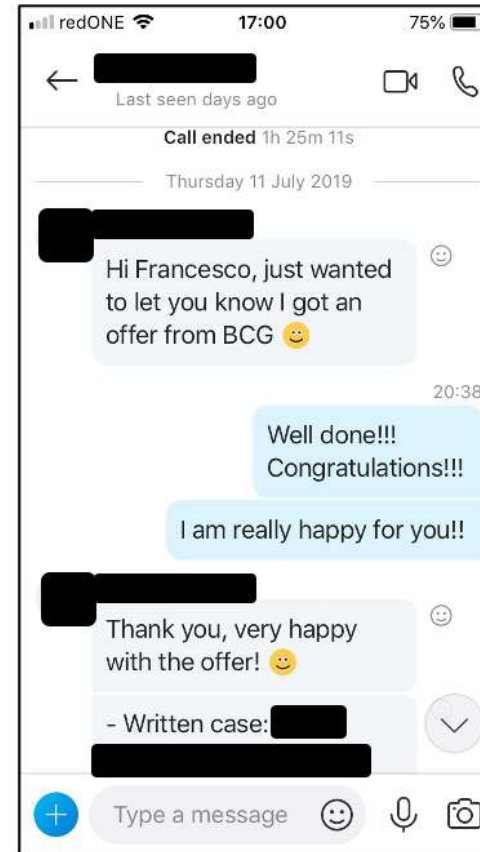 redONE 17:00 75%
Last seen days ago
Call ended 1h 25m 11s
Thursday 11 July 2019
Hi Francesco, just wanted
to let you know I got an
offer from BCG
20:38
Well done!!!
Congratulations!!!
I am really happy for you!!
Thank you, very happy
with the offer!
- Written case:
Type a message